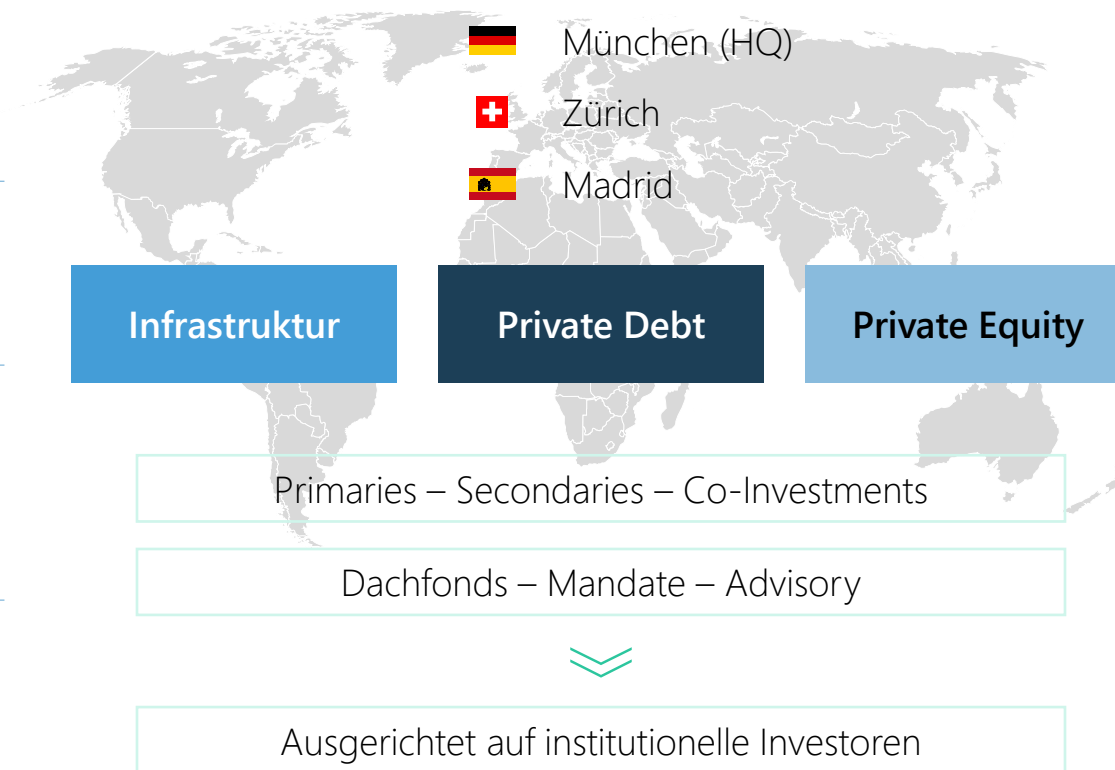 München (HQ)
Zürich
Madrid
Infrastruktur
Private Debt
Private Equity
Primaries – Secondaries – Co-Investments
Dachfonds – Mandate – Advisory
Ausgerichtet auf institutionelle Investoren